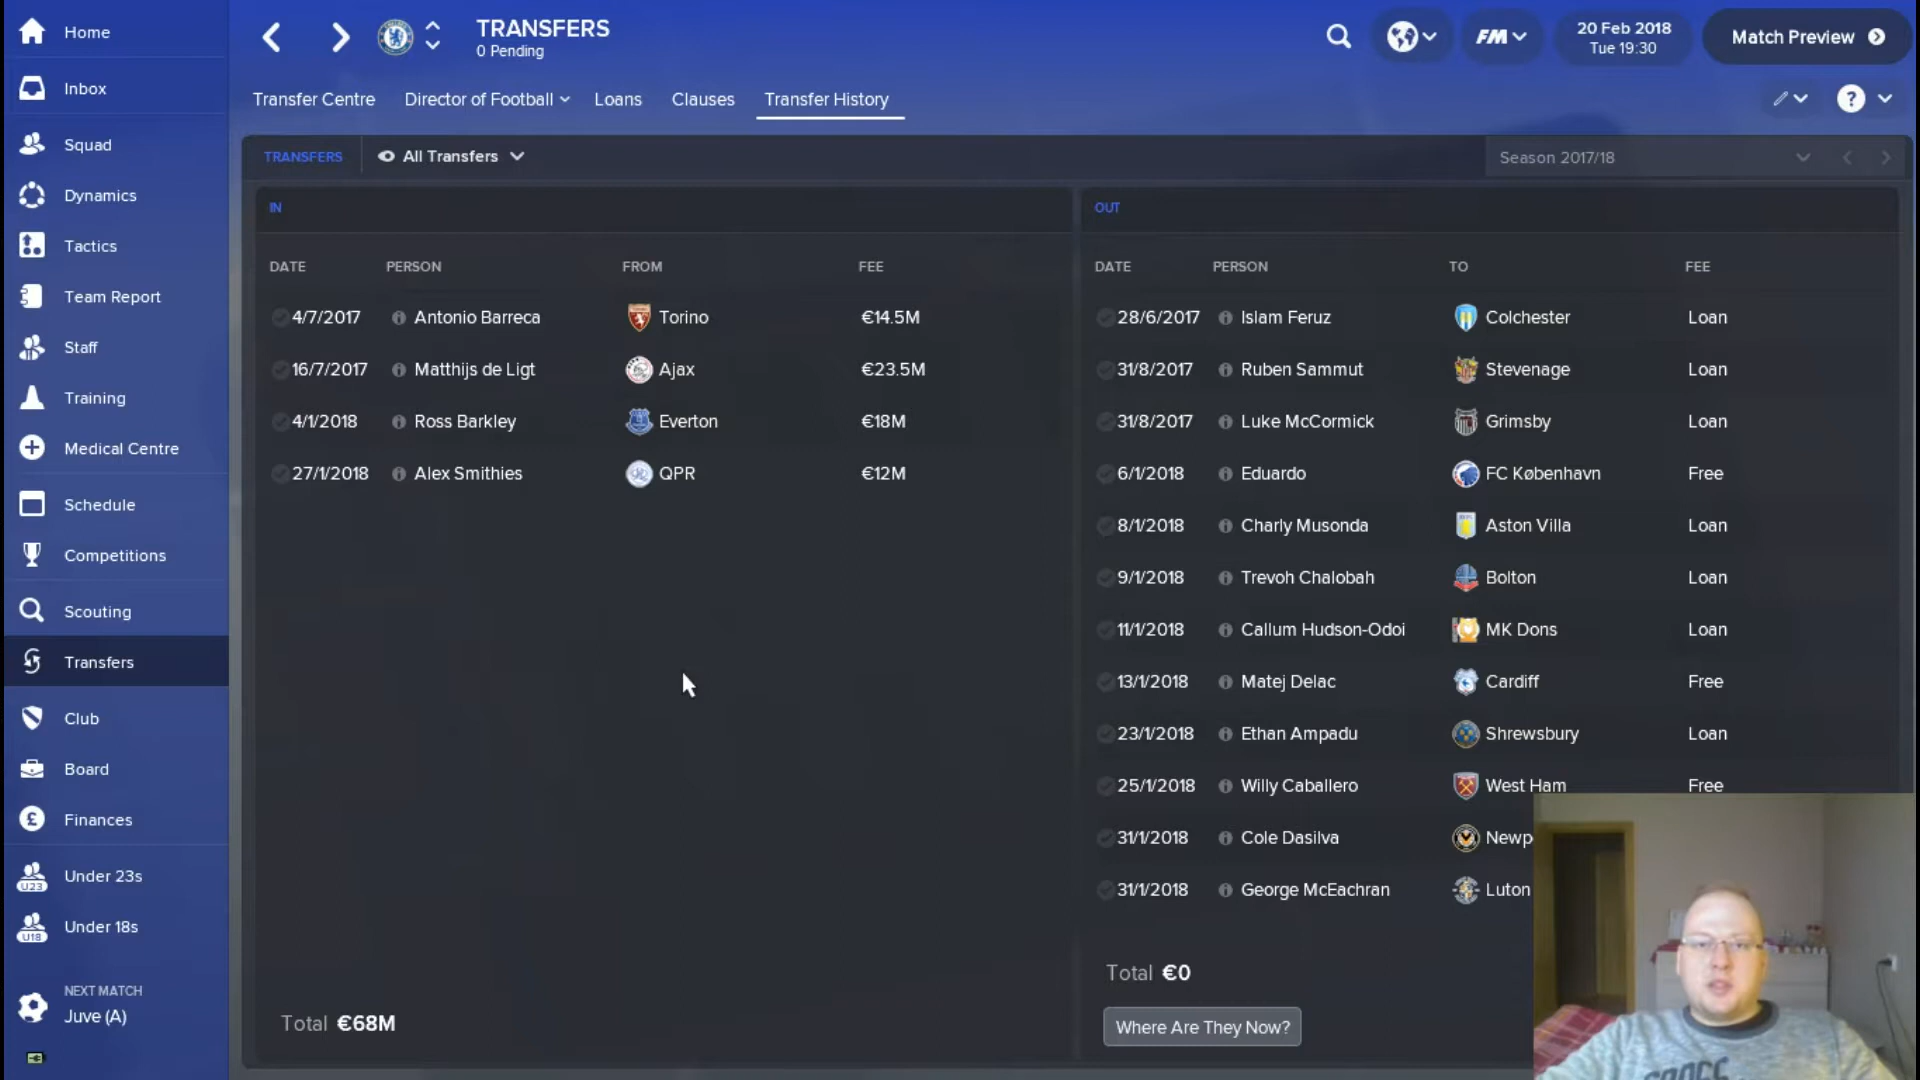 Home
Inbox
Squad
Dynamics
Tactics
Team Report
Staff
Training
Medical Centre
Schedule
Competitions
Scouting
Transfers
Club
Board
Finances
U23
Under 23s
U18
Under 18s
NEXT MATCH
Juve (A)
TRANSFERS
0 Pending
FM
20 Feb 2018
Tue 19:30
Match Preview
Transfer Centre
Director of Football
Loans
Clauses
Transfer History
?
TRANSFERS
All Transfers
Season 2017/18
IN
DATE PERSON FROM FEE
4/7/2017 Antonio Barreca Torino €14.5M
16/7/2017 Matthijs de Ligt Ajax €23.5M
4/1/2018 Ross Barkley Everton €18M
27/1/2018 Alex Smithies QPR €12M
Total €68M
OUT
DATE PERSON TO FEE
28/6/2017 Islam Feruz Colchester Loan
31/8/2017 Ruben Sammut Stevenage Loan
31/8/2017 Luke McCormick Grimsby Loan
6/1/2018 Eduardo FC København Free
8/1/2018 Charly Musonda Aston Villa Loan
9/1/2018 Trevoh Chalobah Bolton Loan
11/1/2018 Callum Hudson-Odoi MK Dons Loan
13/1/2018 Matej Delac Cardiff Free
23/1/2018 Ethan Ampadu Shrewsbury Loan
25/1/2018 Willy Caballero West Ham Free
31/1/2018 Cole Dasilva Newp
31/1/2018 George McEachran Luton
Total €0
Where Are They Now?